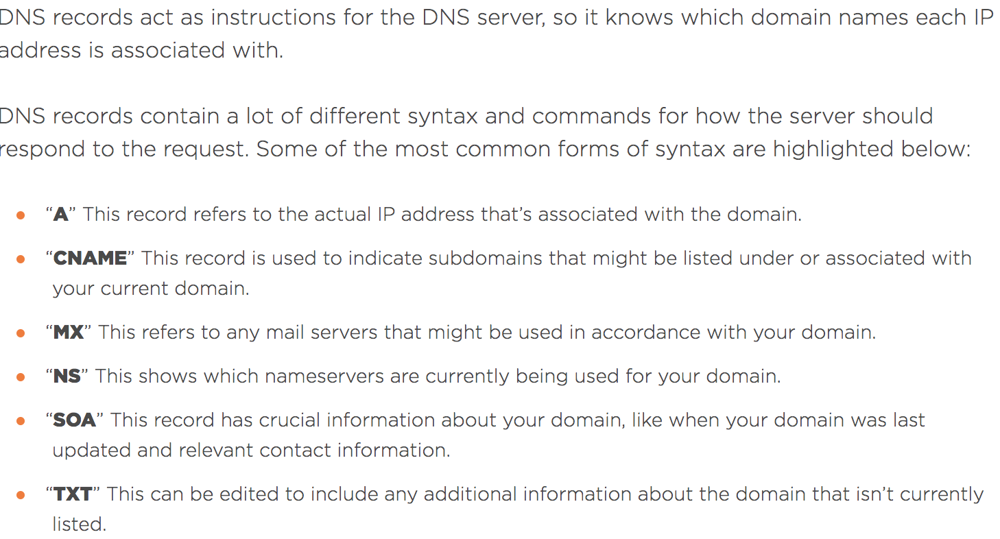 DNS records act as instructions for the DNS server, so it knows which domain names each IP
address is associated with.
DNS records contain a lot of different syntax and commands for how the server should
respond to the request. Some of the most common forms of syntax are highlighted below:
• “A” This record refers to the actual IP address that’s associated with the domain.
• “CNAME” This record is used to indicate subdomains that might be listed under or associated with
your current domain.
• “MX” This refers to any mail servers that might be used in accordance with your domain.
• “NS” This shows which nameservers are currently being used for your domain.
• “SOA” This record has crucial information about your domain, like when your domain was last
updated and relevant contact information.
• “TXT” This can be edited to include any additional information about the domain that isn’t currently
listed.